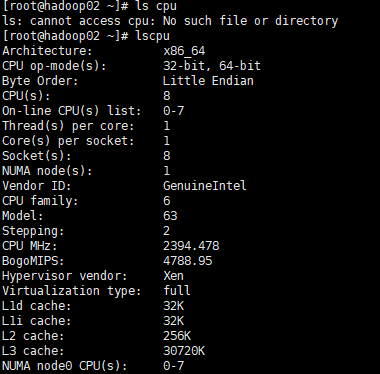 [root@hadoop02 ~]# ls cpu
ls: cannot access cpu: No such file or directory
[root@hadoop02 ~]# lscpu
Architecture:          x86_64
CPU op-mode(s):        32-bit, 64-bit
Byte Order:            Little Endian
CPU(s):                8
On-line CPU(s) list:   0-7
Thread(s) per core:    1
Core(s) per socket:    1
Socket(s):             8
NUMA node(s):          1
Vendor ID:             GenuineIntel
CPU family:            6
Model:                 63
Stepping:              2
CPU MHz:               2394.478
BogoMIPS:              4788.95
Hypervisor vendor:     Xen
Virtualization type:   full
L1d cache:             32K
L1i cache:             32K
L2 cache:              256K
L3 cache:              30720K
NUMA node0 CPU(s):     0-7